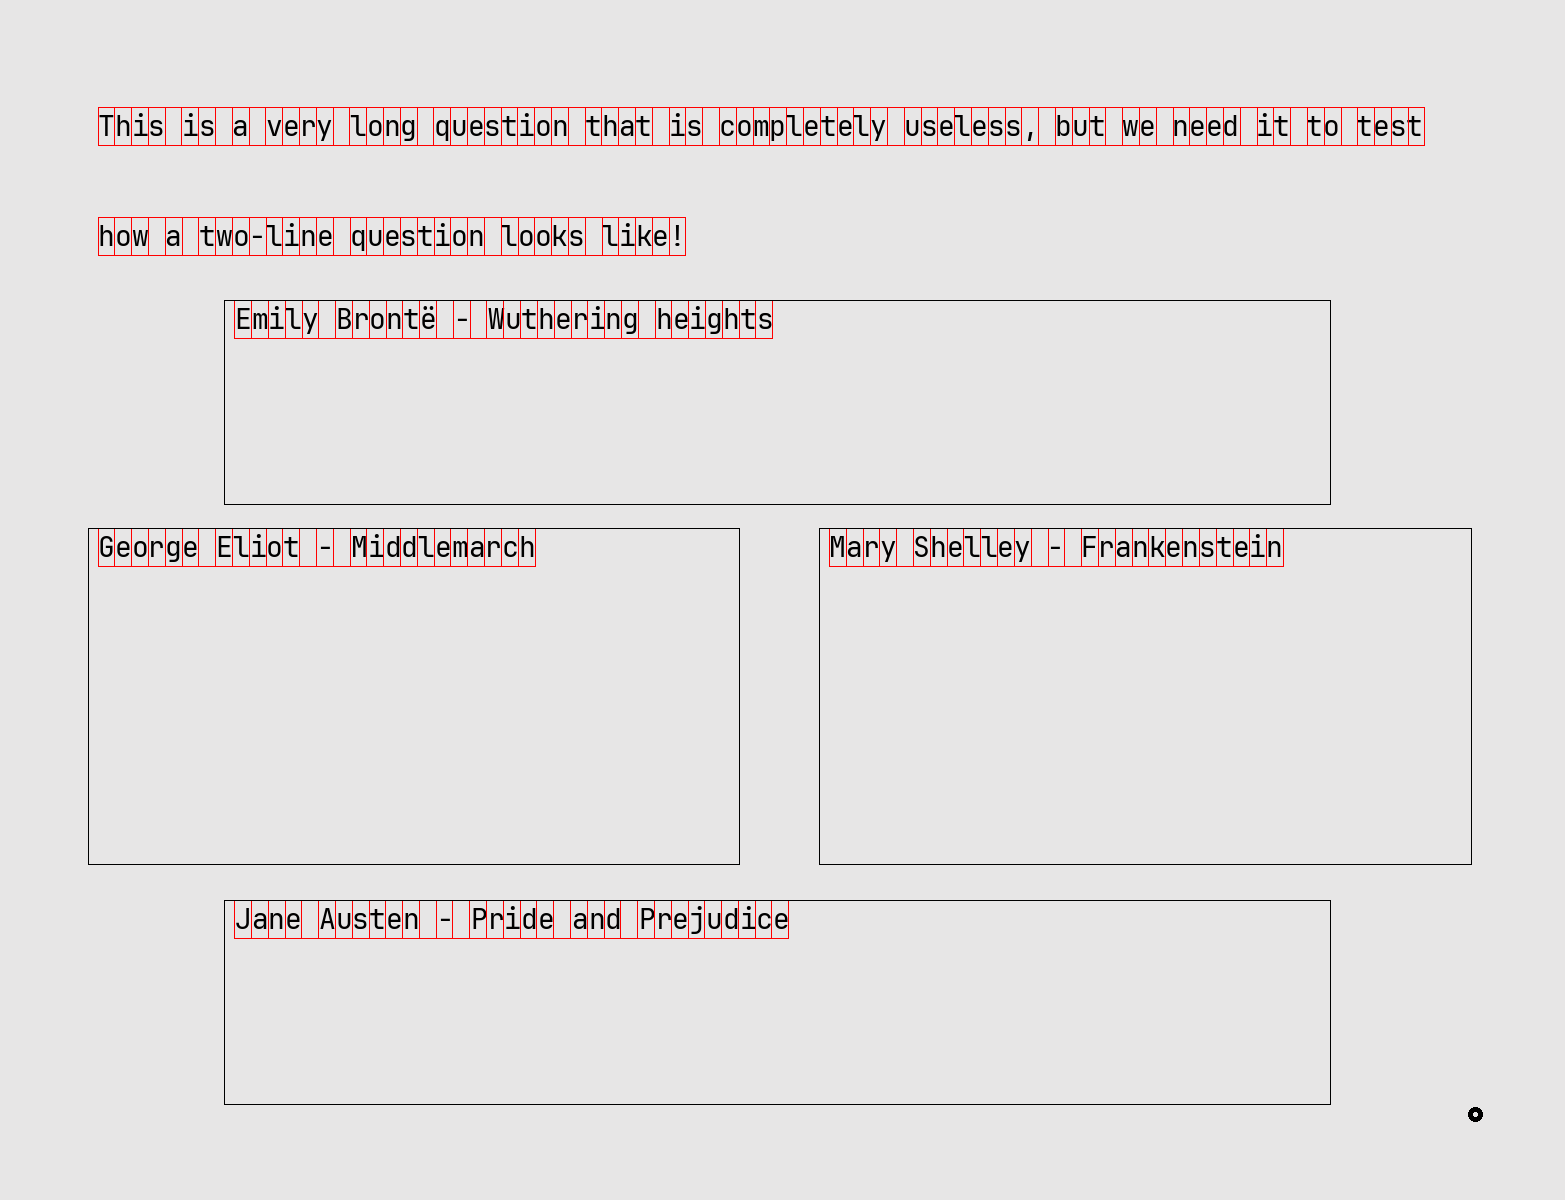 This is a very long question that is completely useless, but we need it to test
how a two-line question looks like!
Emily Brontë - Wuthering heights
George Eliot - Middlemarch
Mary Shelley - Frankenstein
Jane Austen - Pride and Prejudice